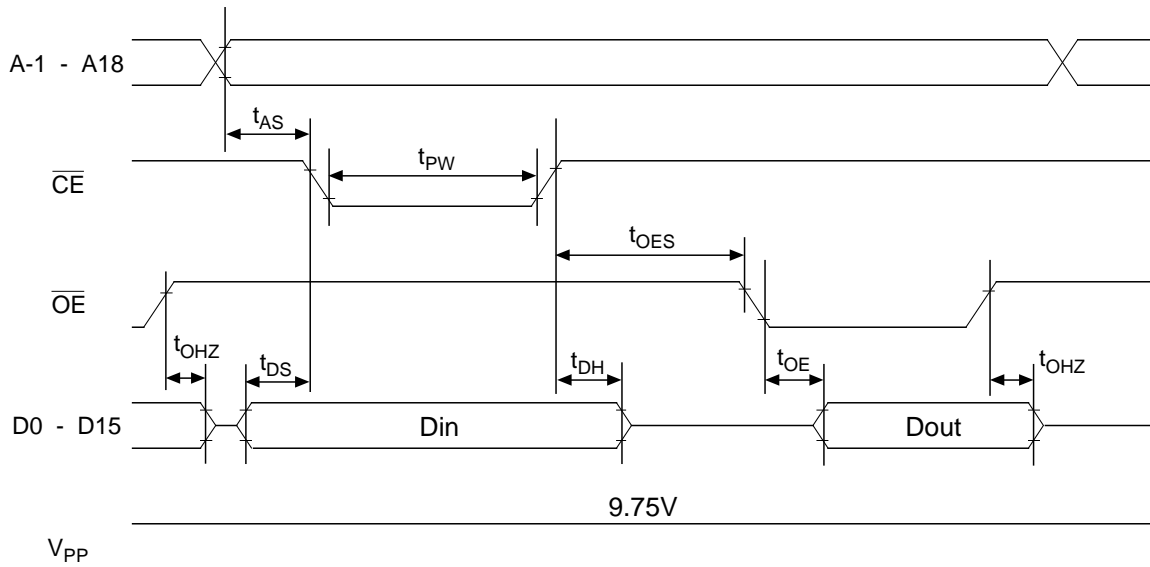 A-1 - A18
tAS
CE
tPW
tOES
OE
tOHZ
tDS
tDH
tOE
tOHZ
D0 - D15
Din
Dout
9.75V
VPP